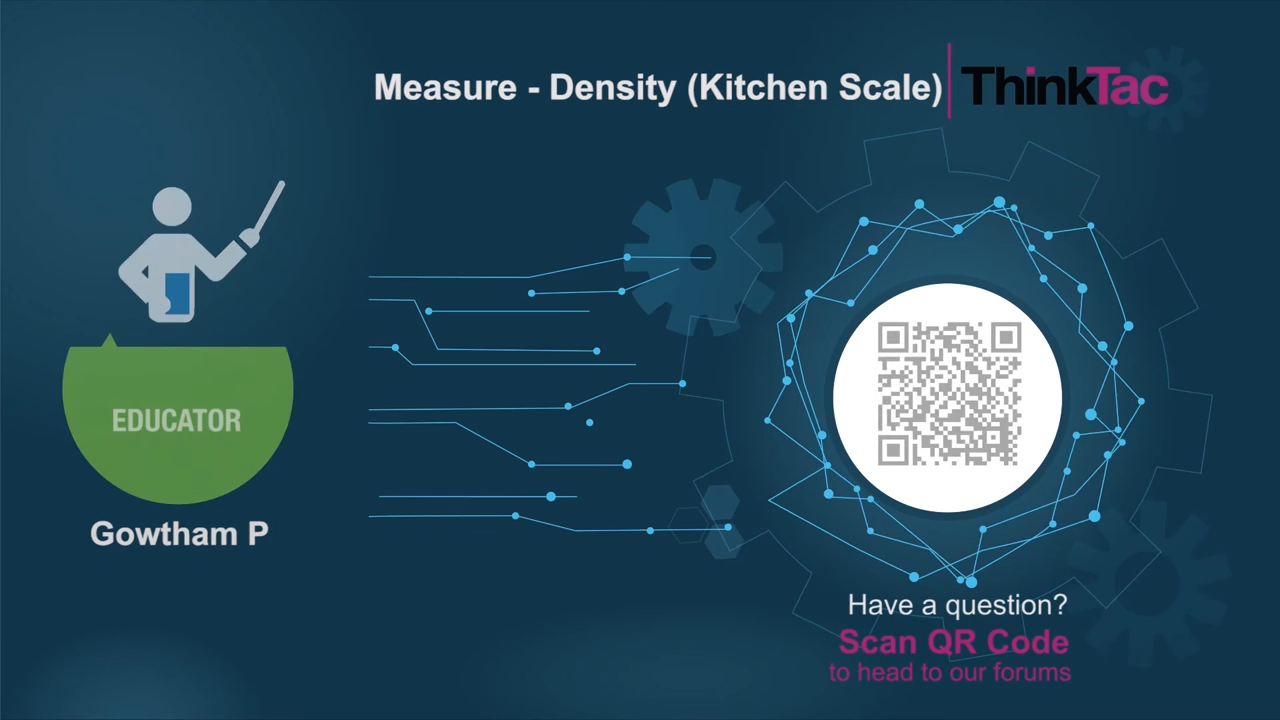 Measure - Density (Kitchen Scale)
ThinkTac
EDUCATOR
Gowtham P
Have a question?
Scan QR Code
to head to our forums